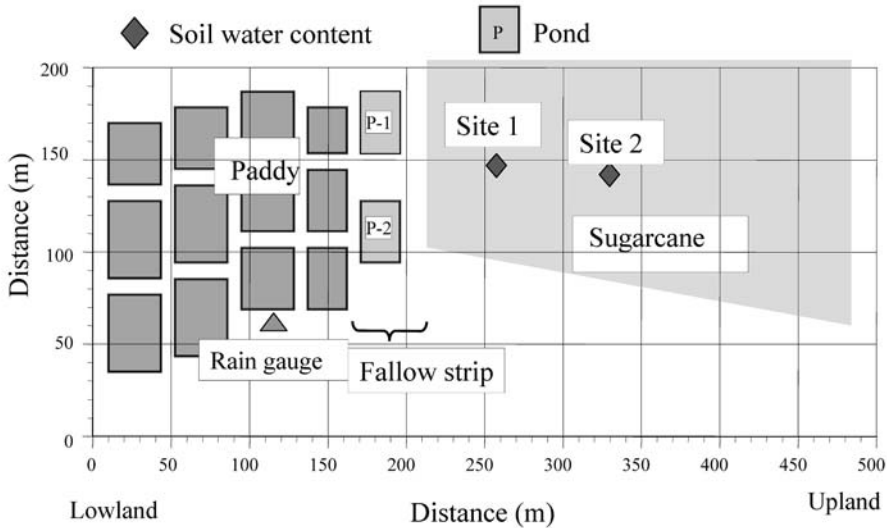 Soil water content
P
Pond
200
150
100
50
0
Distance (m)
P-1
P-2
Paddy
Site 1
Site 2
Sugarcane
Rain gauge
Fallow strip
0
50
100
150
200
250
300
350
400
450
500
Lowland
Distance (m)
Upland